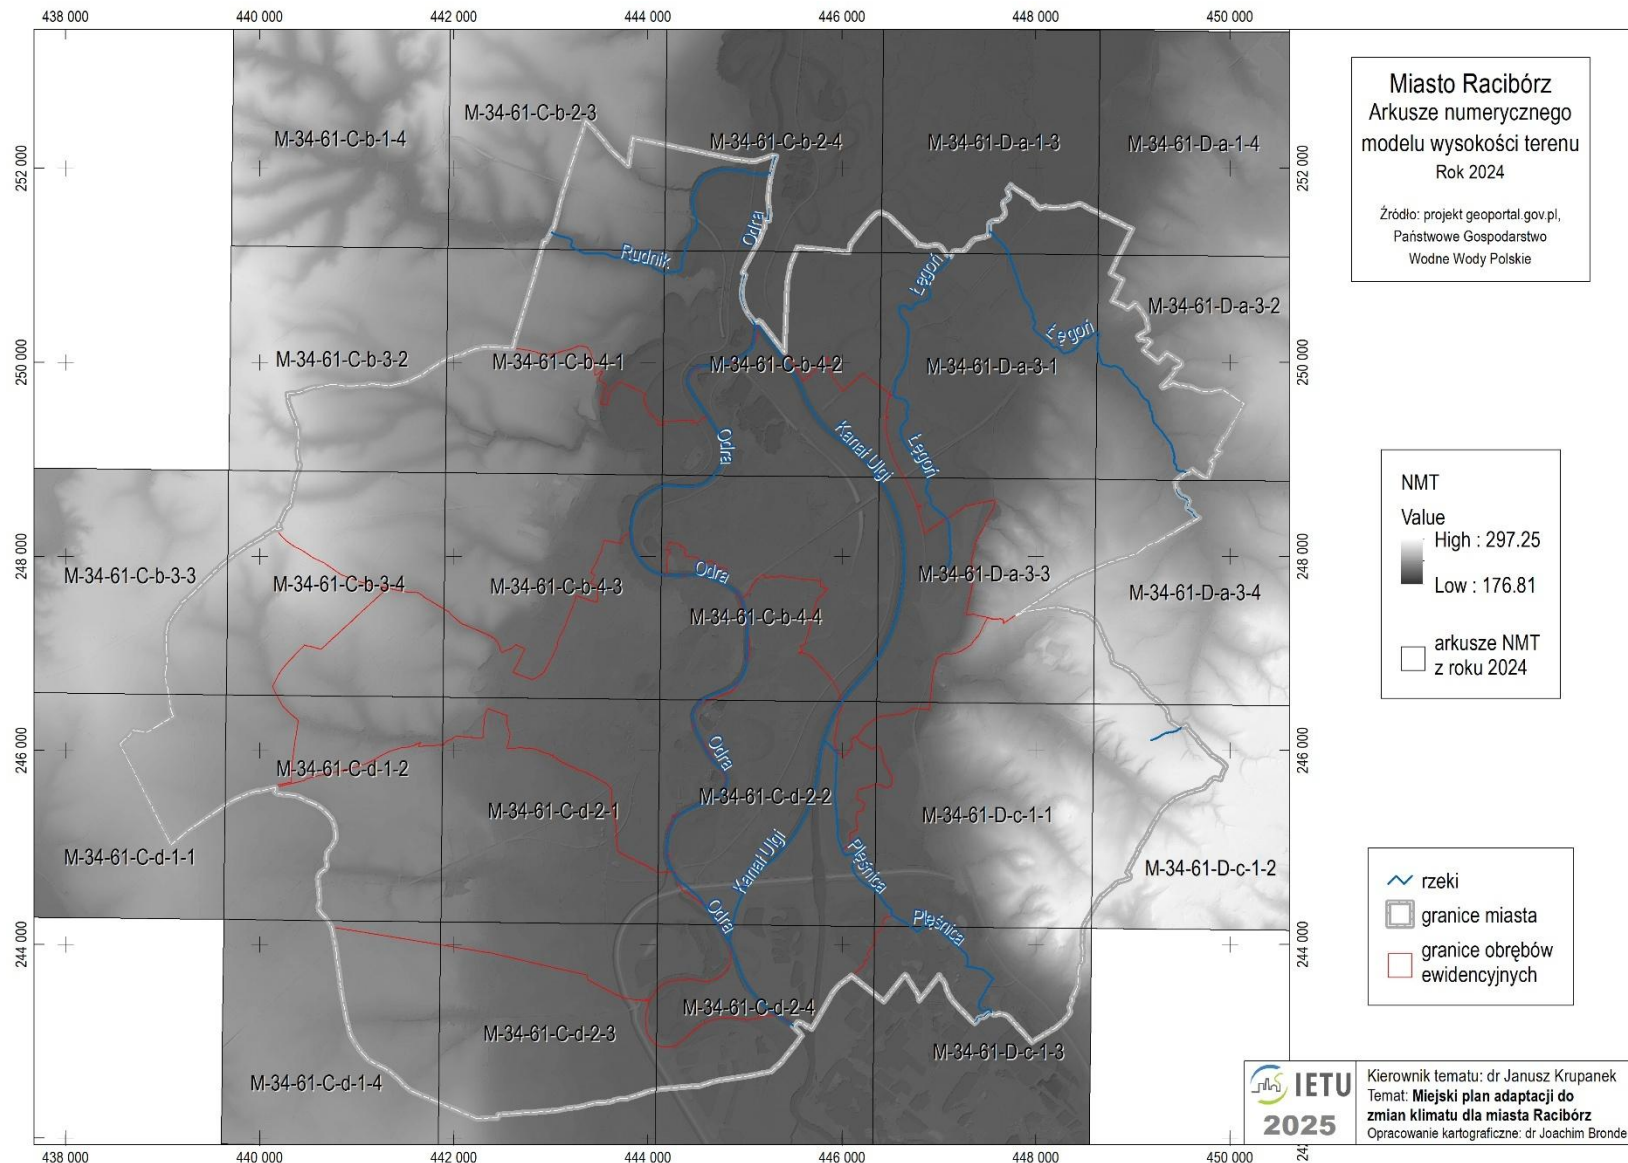 438 000 440 000 442 000 444 000 446 000 448 000 450 000
252 000
250 000
248 000
246 000
244 000
M-34-61-C-b-1-4
M-34-61-C-b-2-3
M-34-61-C-b-2-4
M-34-61-D-a-1-3
M-34-61-D-a-1-4
Odra
Rudnik
Łęgoń
M-34-61-D-a-3-2
Łęgoń
M-34-61-C-b-3-2
M-34-61-C-b-4-1
M-34-61-C-b-4-2
M-34-61-D-a-3-1
Odra
Kanał Ulgi
Łęgoń
M-34-61-C-b-3-3
M-34-61-C-b-3-4
M-34-61-C-b-4-3
Odra
M-34-61-D-a-3-3
M-34-61-D-a-3-4
M-34-61-C-b-4-4
Odra
M-34-61-C-d-1-2
M-34-61-C-d-2-1
M-34-61-C-d-2-2
M-34-61-D-c-1-1
M-34-61-C-d-1-1
Kanał Ulgi
Plęśnica
M-34-61-D-c-1-2
Odra
Plęśnica
M-34-61-C-d-2-4
M-34-61-C-d-2-3
M-34-61-D-c-1-3
M-34-61-C-d-1-4
252 000
250 000
248 000
246 000
244 000
438 000 440 000 442 000 444 000 446 000 448 000 450 000
Miasto Racibórz
Arkusze numerycznego
modelu wysokości terenu
Rok 2024
Źródło: projekt geoportal.gov.pl,
Państwowe Gospodarstwo
Wodne Wody Polskie
NMT
Value
High : 297.25
Low : 176.81
arkusze NMT
z roku 2024
rzeki
granice miasta
granice obrębów
ewidencyjnych
IETU
2025
Kierownik tematu: dr Janusz Krupanek
Temat: Miejski plan adaptacji do
zmian klimatu dla miasta Racibórz
Opracowanie kartograficzne: dr Joachim Bronde